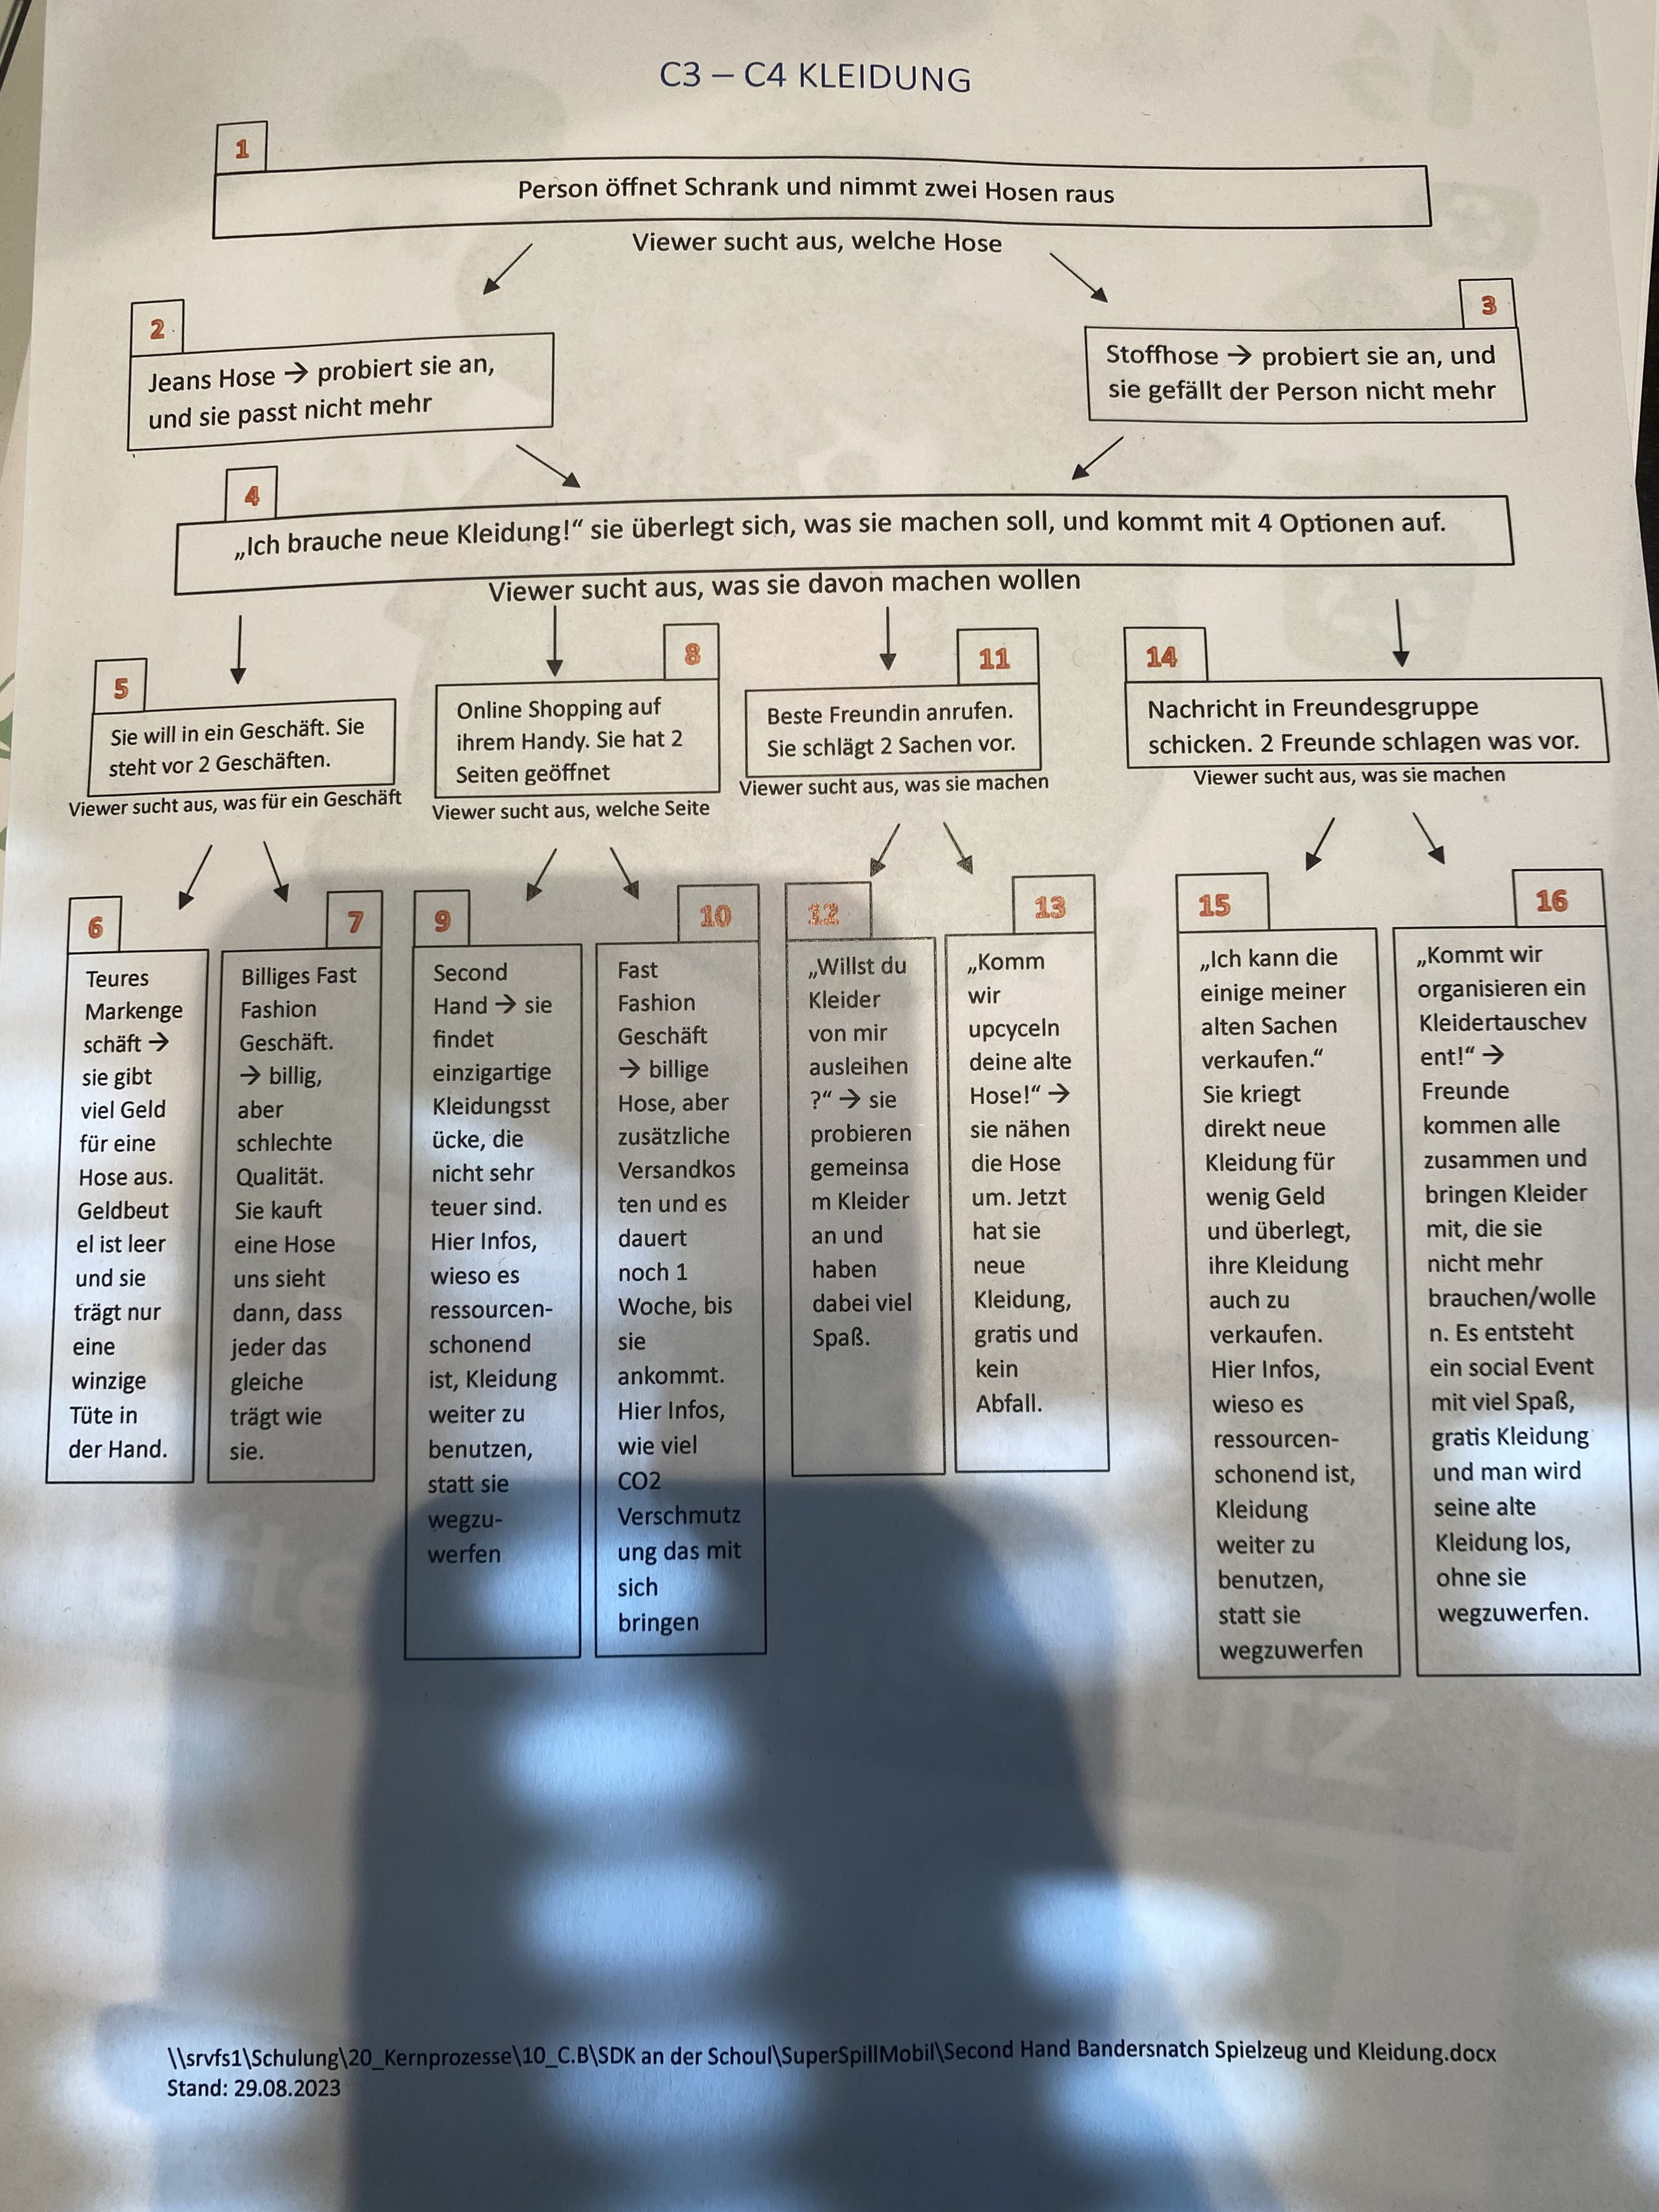 C3 – C4 KLEIDUNG
1
Person öffnet Schrank und nimmt zwei Hosen raus
Viewer sucht aus, welche Hose
2
Jeans Hose → probiert sie an,
und sie passt nicht mehr
3
Stoffhose → probiert sie an, und
sie gefällt der Person nicht mehr
4
„Ich brauche neue Kleidung!“ sie überlegt sich, was sie machen soll, und kommt mit 4 Optionen auf.
Viewer sucht aus, was sie davon machen wollen
5
Sie will in ein Geschäft. Sie
steht vor 2 Geschäften.
Viewer sucht aus, was für ein Geschäft
8
Online Shopping auf
ihrem Handy. Sie hat 2
Seiten geöffnet
Viewer sucht aus, welche Seite
11
Beste Freundin anrufen.
Sie schlägt 2 Sachen vor.
Viewer sucht aus, was sie machen
14
Nachricht in Freundesgruppe
schicken. 2 Freunde schlagen was vor.
Viewer sucht aus, was sie machen
6
Teures
Markenge
schäft →
sie gibt
viel Geld
für eine
Hose aus.
Geldbeut
el ist leer
und sie
trägt nur
eine
winzige
Tüte in
der Hand.
7
Billiges Fast
Fashion
Geschäft.
→ billig,
aber
schlechte
Qualität.
Sie kauft
eine Hose
uns sieht
dann, dass
jeder das
gleiche
trägt wie
sie.
9
Second
Hand → sie
findet
einzigartige
Kleidungsst
ücke, die
nicht sehr
teuer sind.
Hier Infos,
wieso es
ressourcen-
schonend
ist, Kleidung
weiter zu
benutzen,
statt sie
wegzu-
werfen
10
Fast
Fashion
Geschäft
→ billige
Hose, aber
zusätzliche
Versandkos
ten und es
dauert
noch 1
Woche, bis
sie
ankommt.
Hier Infos,
wie viel
CO2
Verschmutz
ung das mit
sich
bringen
12
„Willst du
Kleider
von mir
ausleihen
?“ → sie
probieren
gemeinsa
m Kleider
an und
haben
dabei viel
Spaß.
13
„Komm
wir
upcyceln
deine alte
Hose!“ →
sie nähen
die Hose
um. Jetzt
hat sie
neue
Kleidung,
gratis und
kein
Abfall.
15
„Ich kann die
einige meiner
alten Sachen
verkaufen.“
Sie kriegt
direkt neue
Kleidung für
wenig Geld
und überlegt,
ihre Kleidung
auch zu
verkaufen.
Hier Infos,
wieso es
ressourcen-
schonend ist,
Kleidung
weiter zu
benutzen,
statt sie
wegzuwerfen
16
„Kommt wir
organisieren ein
Kleidertauschev
ent!“ →
Freunde
kommen alle
zusammen und
bringen Kleider
mit, die sie
nicht mehr
brauchen/wolle
n. Es entsteht
ein social Event
mit viel Spaß,
gratis Kleidung
und man wird
seine alte
Kleidung los,
ohne sie
wegzuwerfen.
\\srvfs1\Schulung\20_Kernprozesse\10_C.B\SDK an der Schoul\SuperSpillMobil\Second Hand Bandersnatch Spielzeug und Kleidung.docx
Stand: 29.08.2023